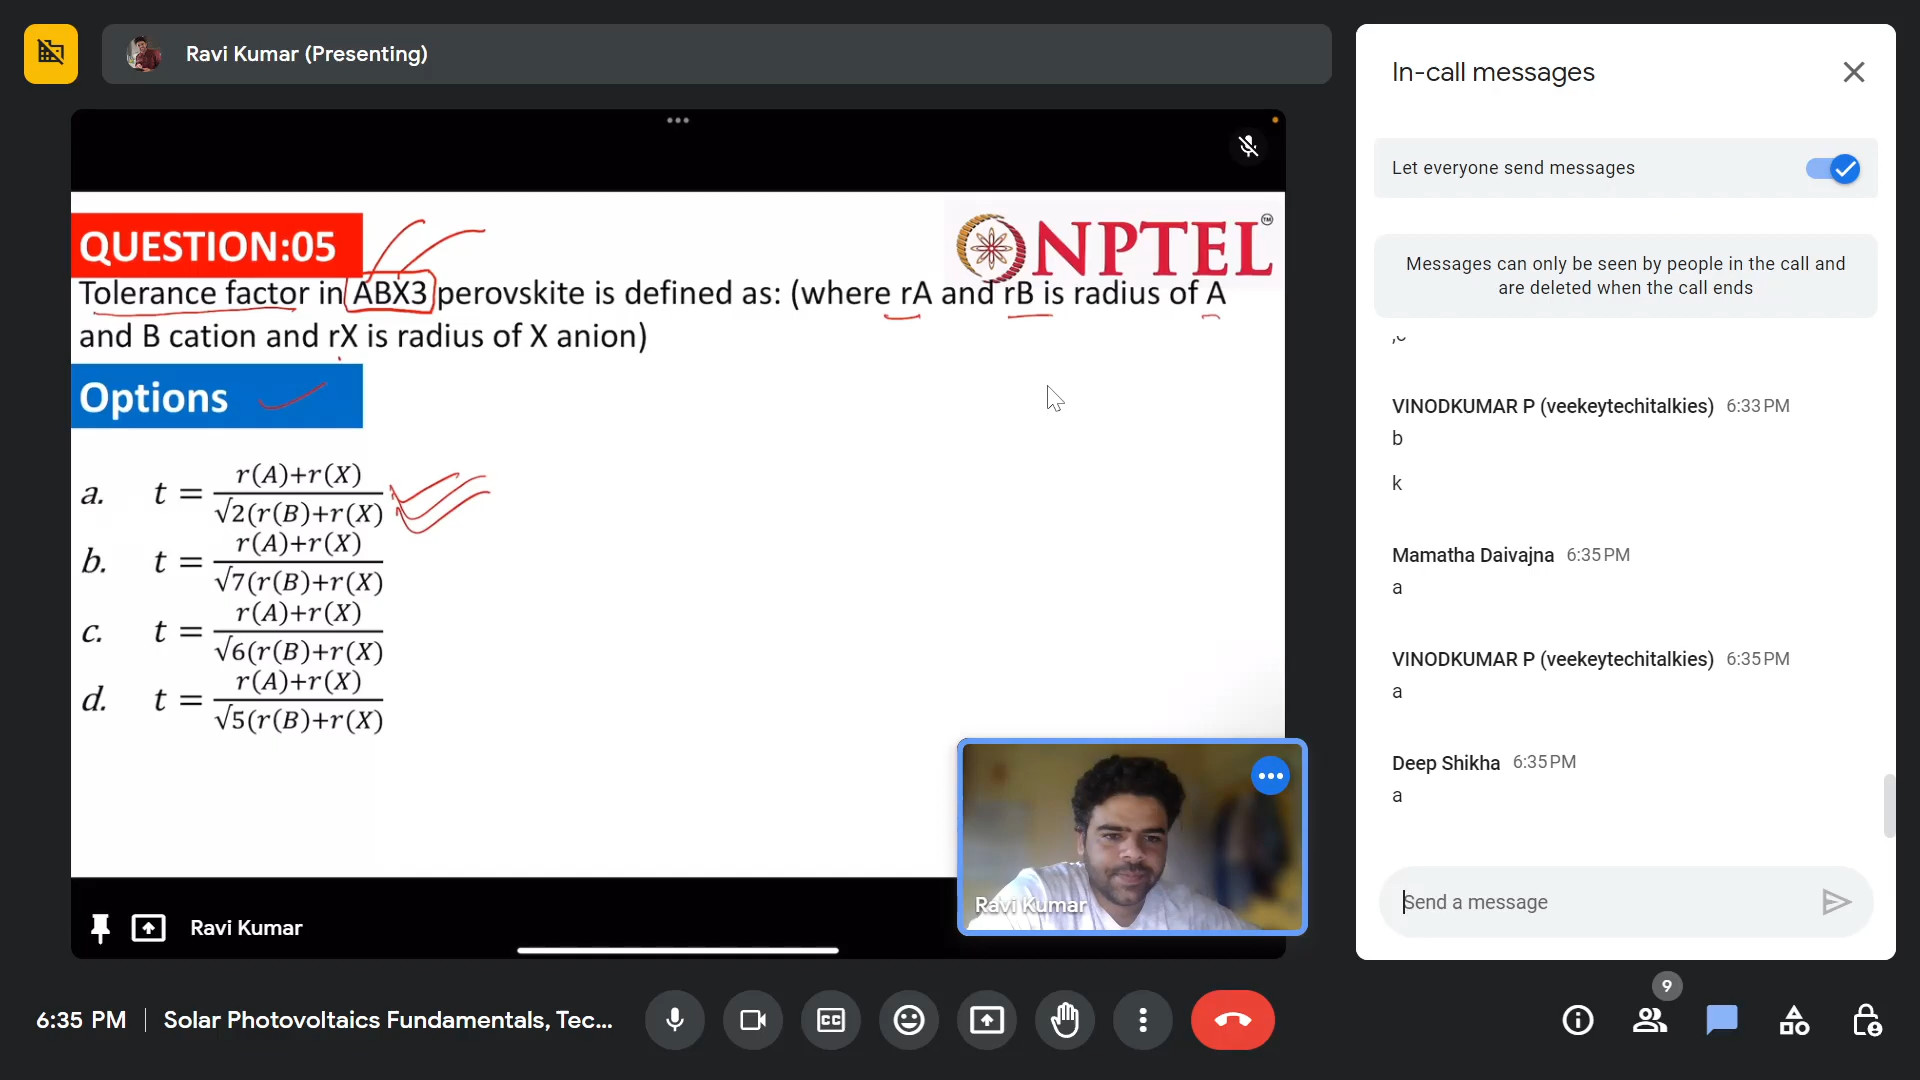 Ravi Kumar (Presenting)
QUESTION:05
NPTEL
TM
Tolerance factor in ABX3 perovskite is defined as: (where rA and rB is radius of A
and B cation and rX is radius of X anion)
Options
a. t = r(A)+r(X) / √2(r(B)+r(X)
b. t = r(A)+r(X) / √7(r(B)+r(X)
c. t = r(A)+r(X) / √6(r(B)+r(X)
d. t = r(A)+r(X) / √5(r(B)+r(X)
Ravi Kumar
Ravi Kumar
In-call messages
Let everyone send messages
Messages can only be seen by people in the call and
are deleted when the call ends
VINODKUMAR P (veekeytechitalkies) 6:33 PM
b
k
Mamatha Daivajna 6:35 PM
a
VINODKUMAR P (veekeytechitalkies) 6:35 PM
a
Deep Shikha 6:35 PM
a
Send a message
6:35 PM | Solar Photovoltaics Fundamentals, Tec...
CC
9